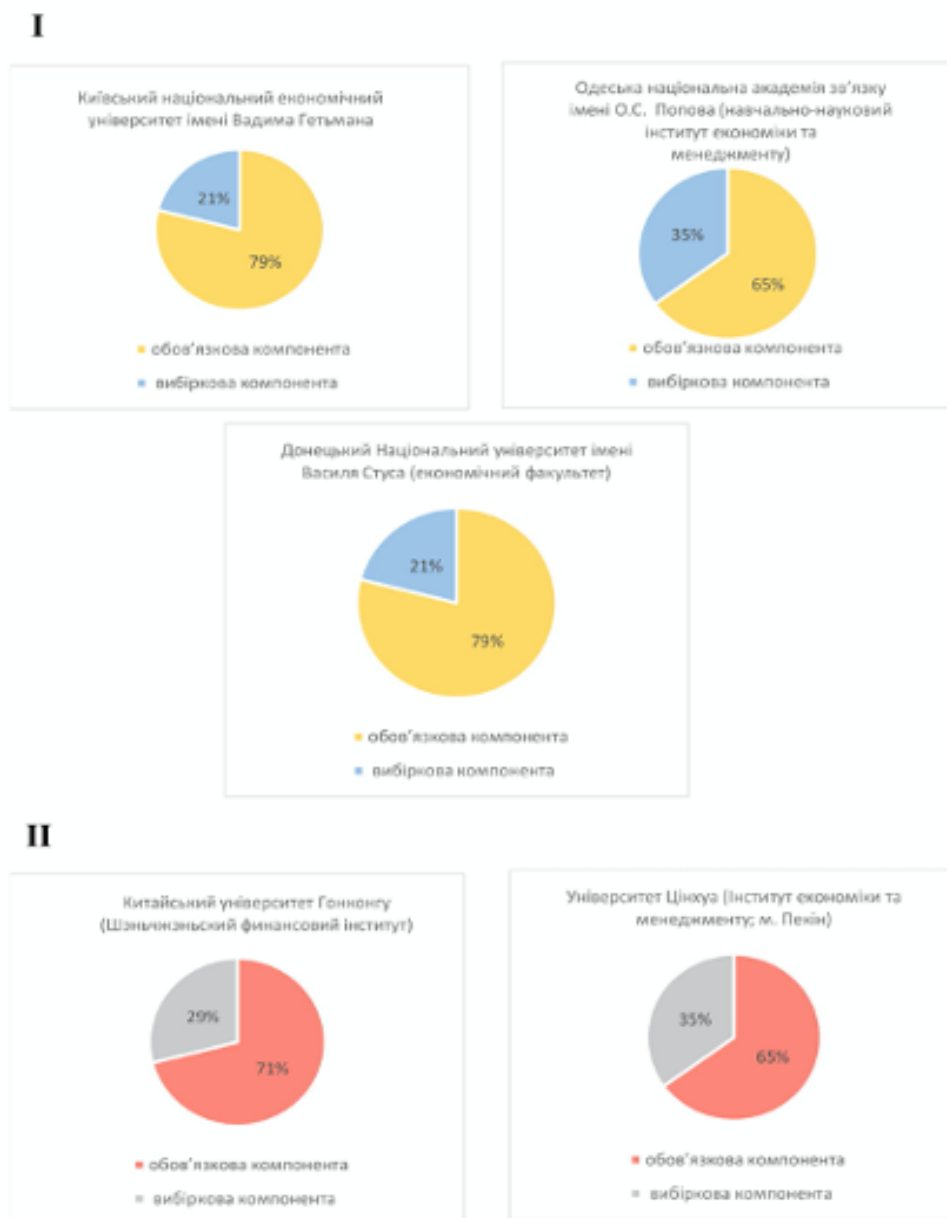 I
Київський національний економічний
університет імені Вадима Гетьмана
21%
79%
обов'язкова компонента
вибіркова компонента
Одеська національна академія зв'язку
імені О.С. Попова (навчально-науковий
інститут економіки та
менеджменту)
35%
65%
обов'язкова компонента
вибіркова компонента
Донецький Національний університет імені
Василя Стуса (економічний факультет)
21%
79%
обов'язкова компонента
вибіркова компонента
II
Китайський університет Гонконгу
(Шэньчжэньский финансовий інститут)
29%
71%
обов'язкова компонента
вибіркова компонента
Університет Цінхуа (Інститут економіки та
менеджменту; м. Пекін)
35%
65%
обов'язкова компонента
вибіркова компонента